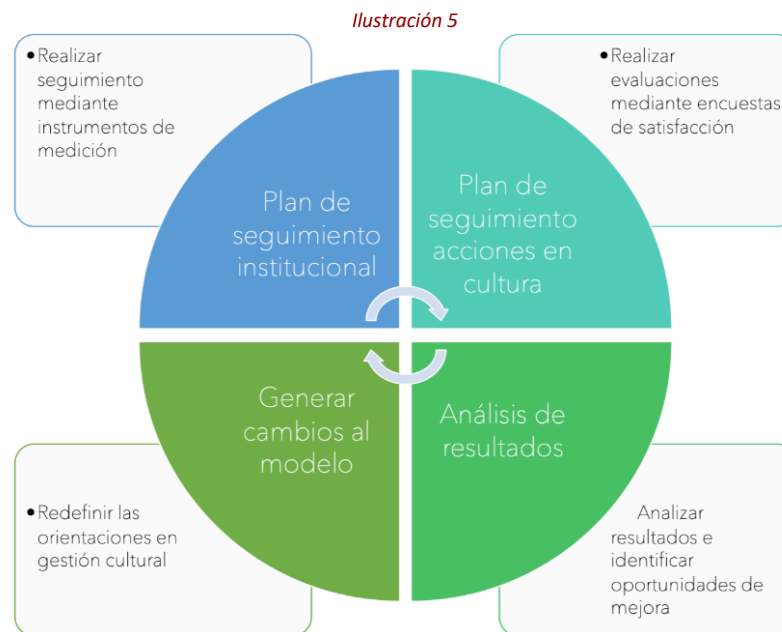 Ilustración 5
•Realizar
seguimiento
mediante
instrumentos de
medición
•Realizar
evaluaciones
mediante encuestas
de satisfacción
Plan de
seguimiento
institucional
Plan de
seguimiento
acciones en
cultura
Generar
cambios al
modelo
Análisis de
resultados
•Redefinir las
orientaciones en
gestión cultural
Analizar
resultados e
identificar
oportunidades de
mejora